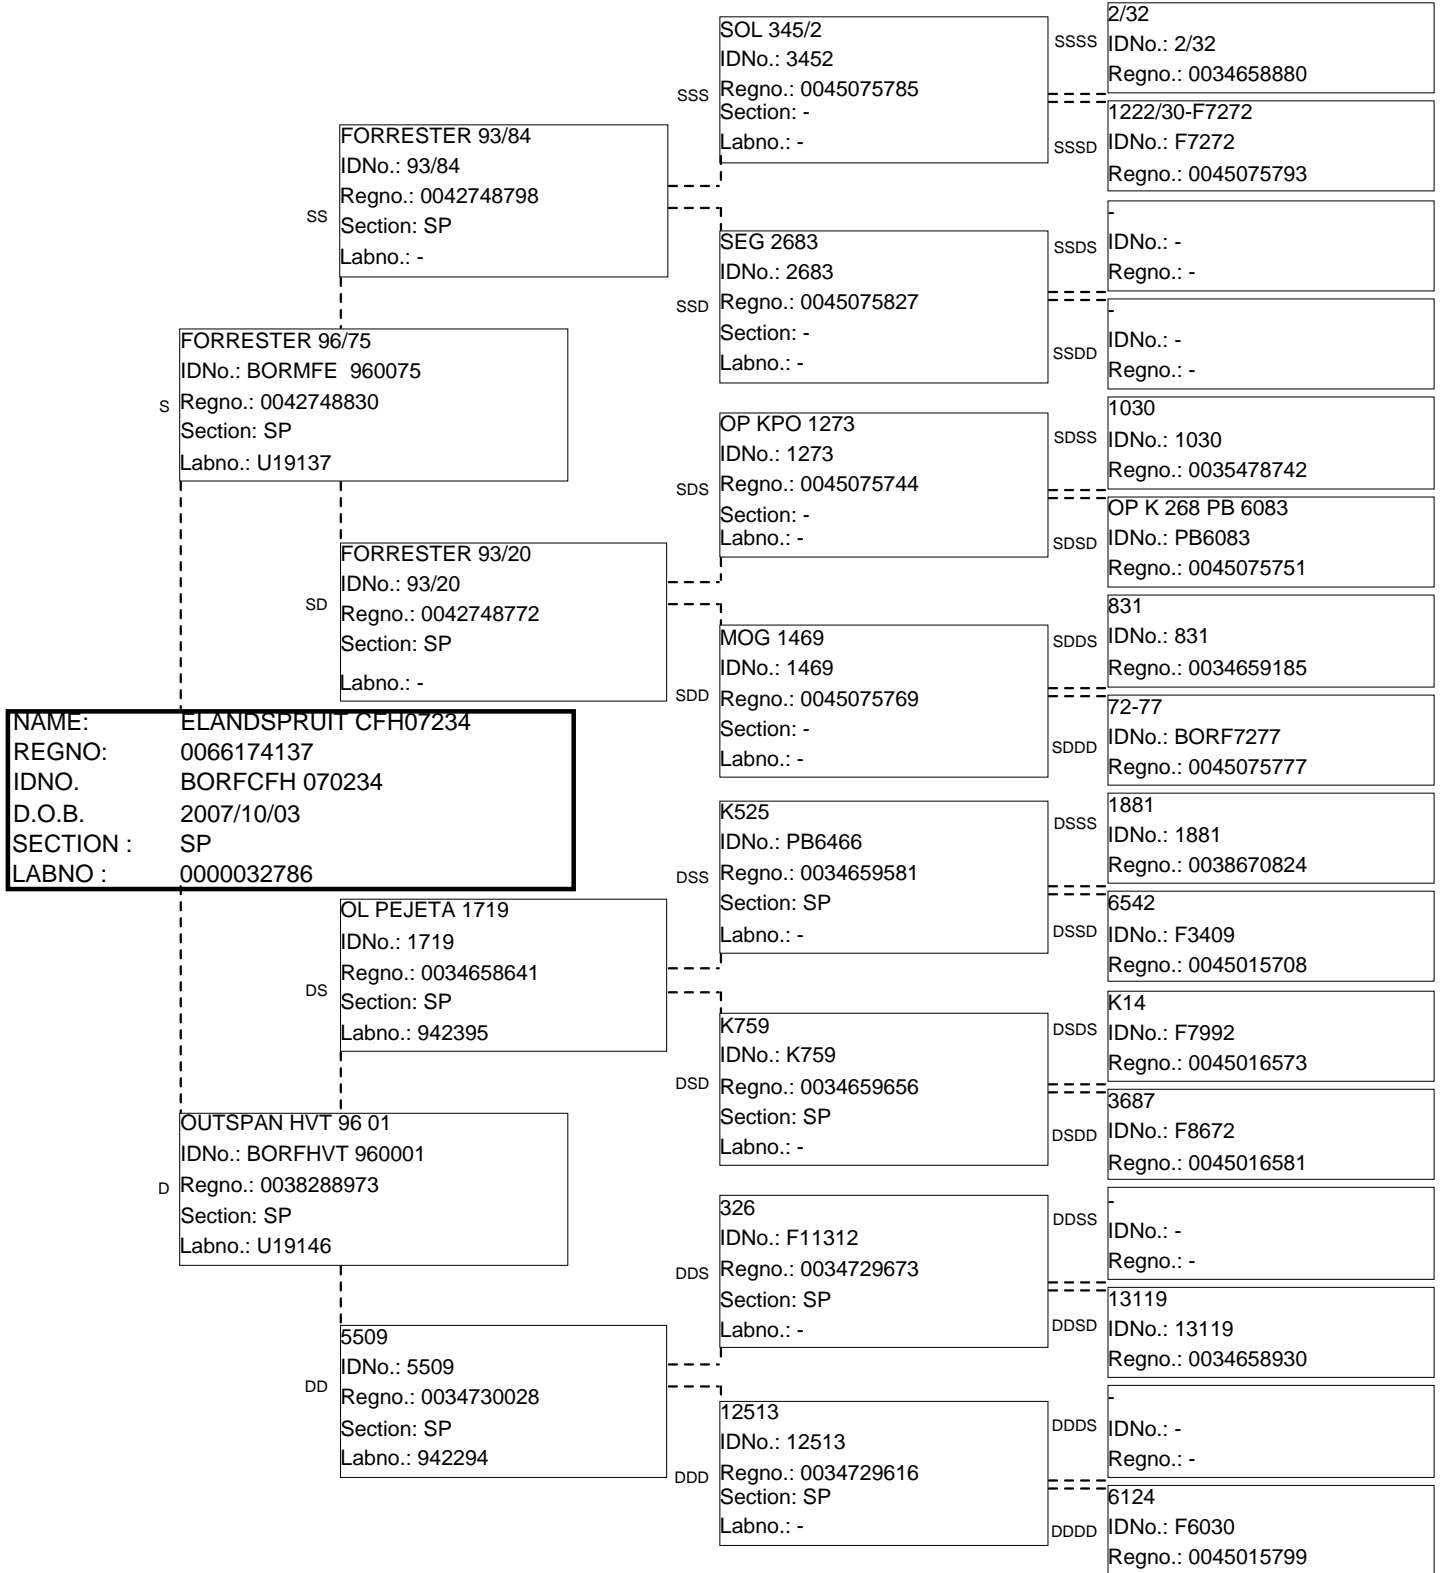 NAME: ELANDSPRUIT CFH07234
REGNO: 0066174137
IDNO. BORFCFH 070234
D.O.B. 2007/10/03
SECTION : SP
LABNO : 0000032786
S
FORRESTER 96/75
IDNo.: BORMFE  960075
Regno.: 0042748830
Section: SP
Labno.: U19137
D
OUTSPAN HVT 96 01
IDNo.: BORFHVT 960001
Regno.: 0038288973
Section: SP
Labno.: U19146
SS
FORRESTER 93/84
IDNo.: 93/84
Regno.: 0042748798
Section: SP
Labno.: -
SD
FORRESTER 93/20
IDNo.: 93/20
Regno.: 0042748772
Section: SP
Labno.: -
DS
OL PEJETA 1719
IDNo.: 1719
Regno.: 0034658641
Section: SP
Labno.: 942395
DD
5509
IDNo.: 5509
Regno.: 0034730028
Section: SP
Labno.: 942294
SSS
SOL 345/2
IDNo.: 3452
Regno.: 0045075785
Section: -
Labno.: -
SSD
SEG 2683
IDNo.: 2683
Regno.: 0045075827
Section: -
Labno.: -
SDS
OP KPO 1273
IDNo.: 1273
Regno.: 0045075744
Section: -
Labno.: -
SDD
MOG 1469
IDNo.: 1469
Regno.: 0045075769
Section: -
Labno.: -
DSS
K525
IDNo.: PB6466
Regno.: 0034659581
Section: SP
Labno.: -
DSD
K759
IDNo.: K759
Regno.: 0034659656
Section: SP
Labno.: -
DDS
326
IDNo.: F11312
Regno.: 0034729673
Section: SP
Labno.: -
DDD
12513
IDNo.: 12513
Regno.: 0034729616
Section: SP
Labno.: -
SSSS
2/32
IDNo.: 2/32
Regno.: 0034658880
SSSD
1222/30-F7272
IDNo.: F7272
Regno.: 0045075793
SSDS
-
IDNo.: -
Regno.: -
SSDD
-
IDNo.: -
Regno.: -
SDSS
1030
IDNo.: 1030
Regno.: 0035478742
SDSD
OP K 268 PB 6083
IDNo.: PB6083
Regno.: 0045075751
SDDS
831
IDNo.: 831
Regno.: 0034659185
SDDD
72-77
IDNo.: BORF7277
Regno.: 0045075777
DSSS
1881
IDNo.: 1881
Regno.: 0038670824
DSSD
6542
IDNo.: F3409
Regno.: 0045015708
DSDS
K14
IDNo.: F7992
Regno.: 0045016573
DSDD
3687
IDNo.: F8672
Regno.: 0045016581
DDSS
-
IDNo.: -
Regno.: -
DDSD
13119
IDNo.: 13119
Regno.: 0034658930
DDDS
-
IDNo.: -
Regno.: -
DDDD
6124
IDNo.: F6030
Regno.: 0045015799